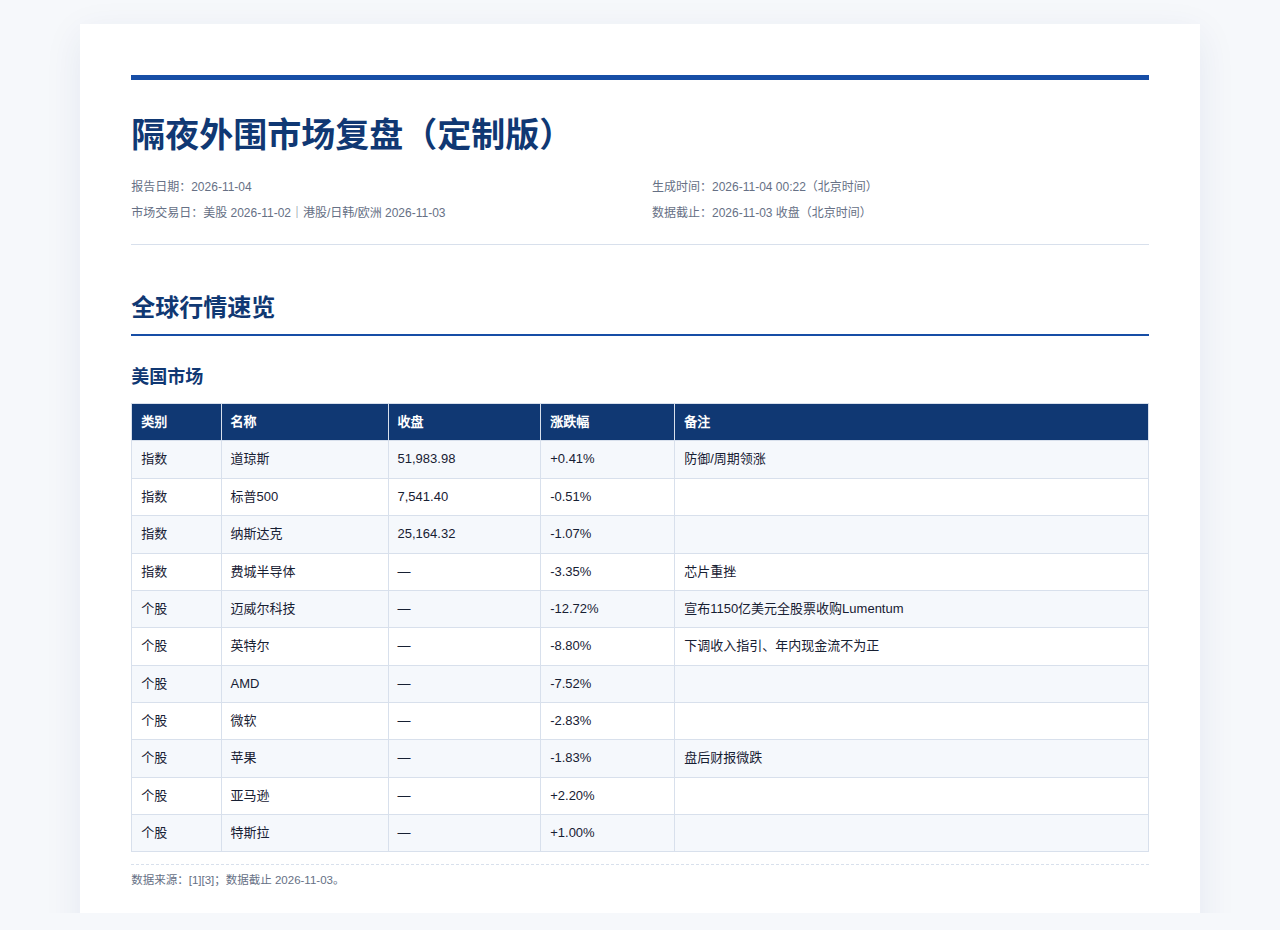 隔夜外围市场复盘（定制版）
报告日期：2026-11-04 生成时间：2026-11-04 00:22（北京时间）
市场交易日：美股 2026-11-02｜港股/日韩/欧洲 2026-11-03 数据截止：2026-11-03 收盘（北京时间）
全球行情速览
美国市场
类别 名称 收盘 涨跌幅 备注
指数 道琼斯 51,983.98 +0.41% 防御/周期领涨
指数 标普500 7,541.40 -0.51%
指数 纳斯达克 25,164.32 -1.07%
指数 费城半导体 — -3.35% 芯片重挫
个股 迈威尔科技 — -12.72% 宣布1150亿美元全股票收购Lumentum
个股 英特尔 — -8.80% 下调收入指引、年内现金流不为正
个股 AMD — -7.52%
个股 微软 — -2.83%
个股 苹果 — -1.83% 盘后财报微跌
个股 亚马逊 — +2.20%
个股 特斯拉 — +1.00%
数据来源：[1][3]；数据截止 2026-11-03。